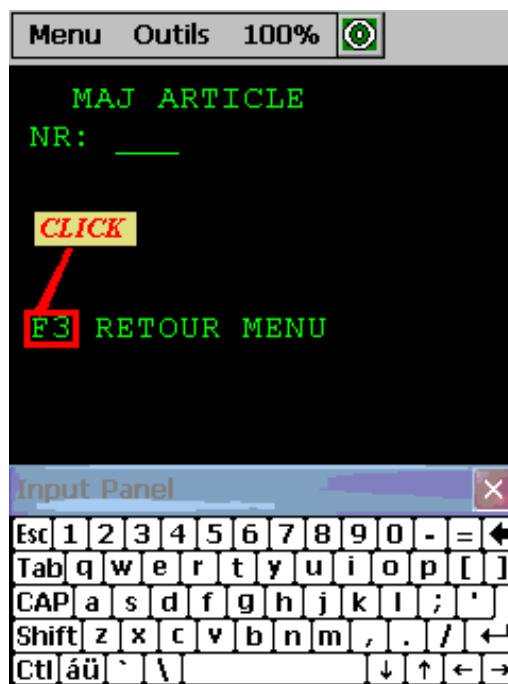 Menu Outils 100%
MAJ ARTICLE
NR: ___
CLICK
F3 RETOUR MENU
Input Panel
Esc 1 2 3 4 5 6 7 8 9 0 - =
Tab q w e r t y u i o p [ ]
CAP a s d f g h j k l ; '
Shift z x c v b n m , . / ↵
Ctl áü ` \ ↓ ↑ ← →